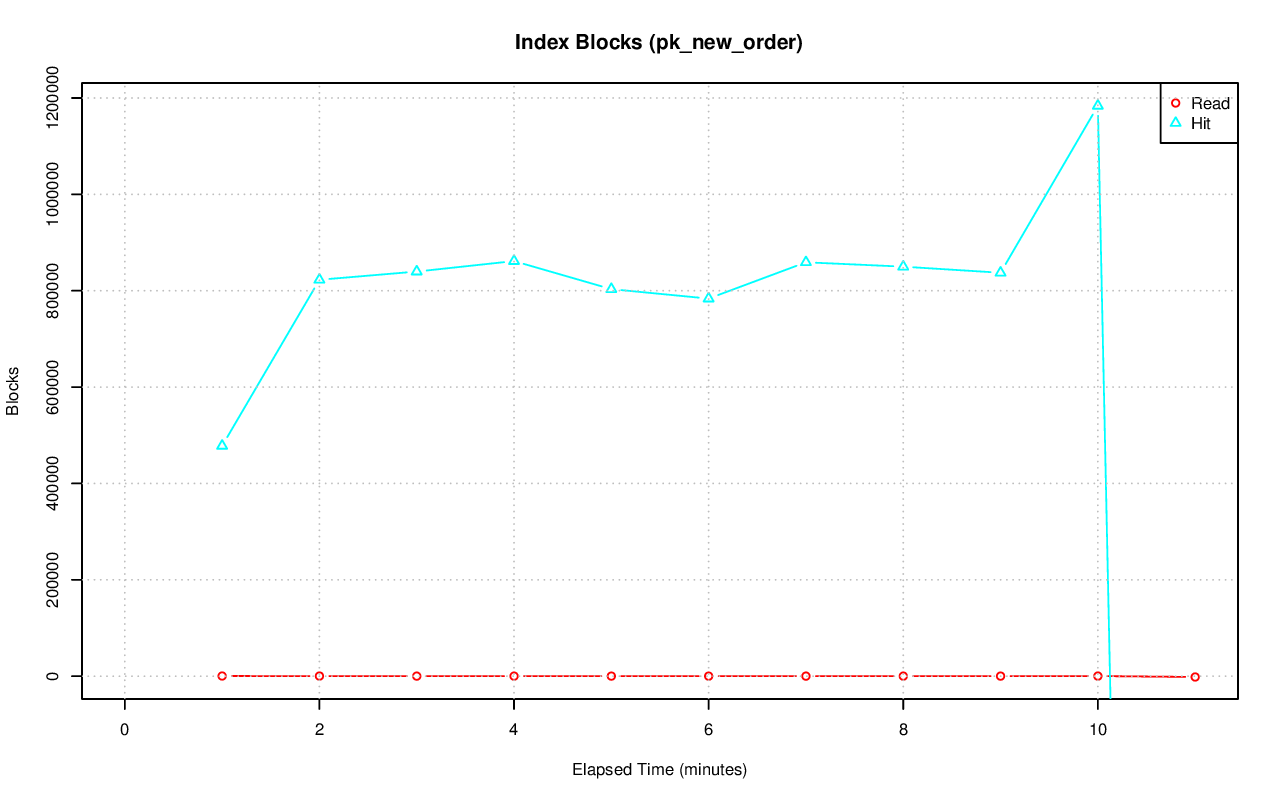 Index Blocks (pk_new_order)
Read
Hit
Blocks
1200000
1000000
800000
600000
400000
200000
0
0 2 4 6 8 10
Elapsed Time (minutes)